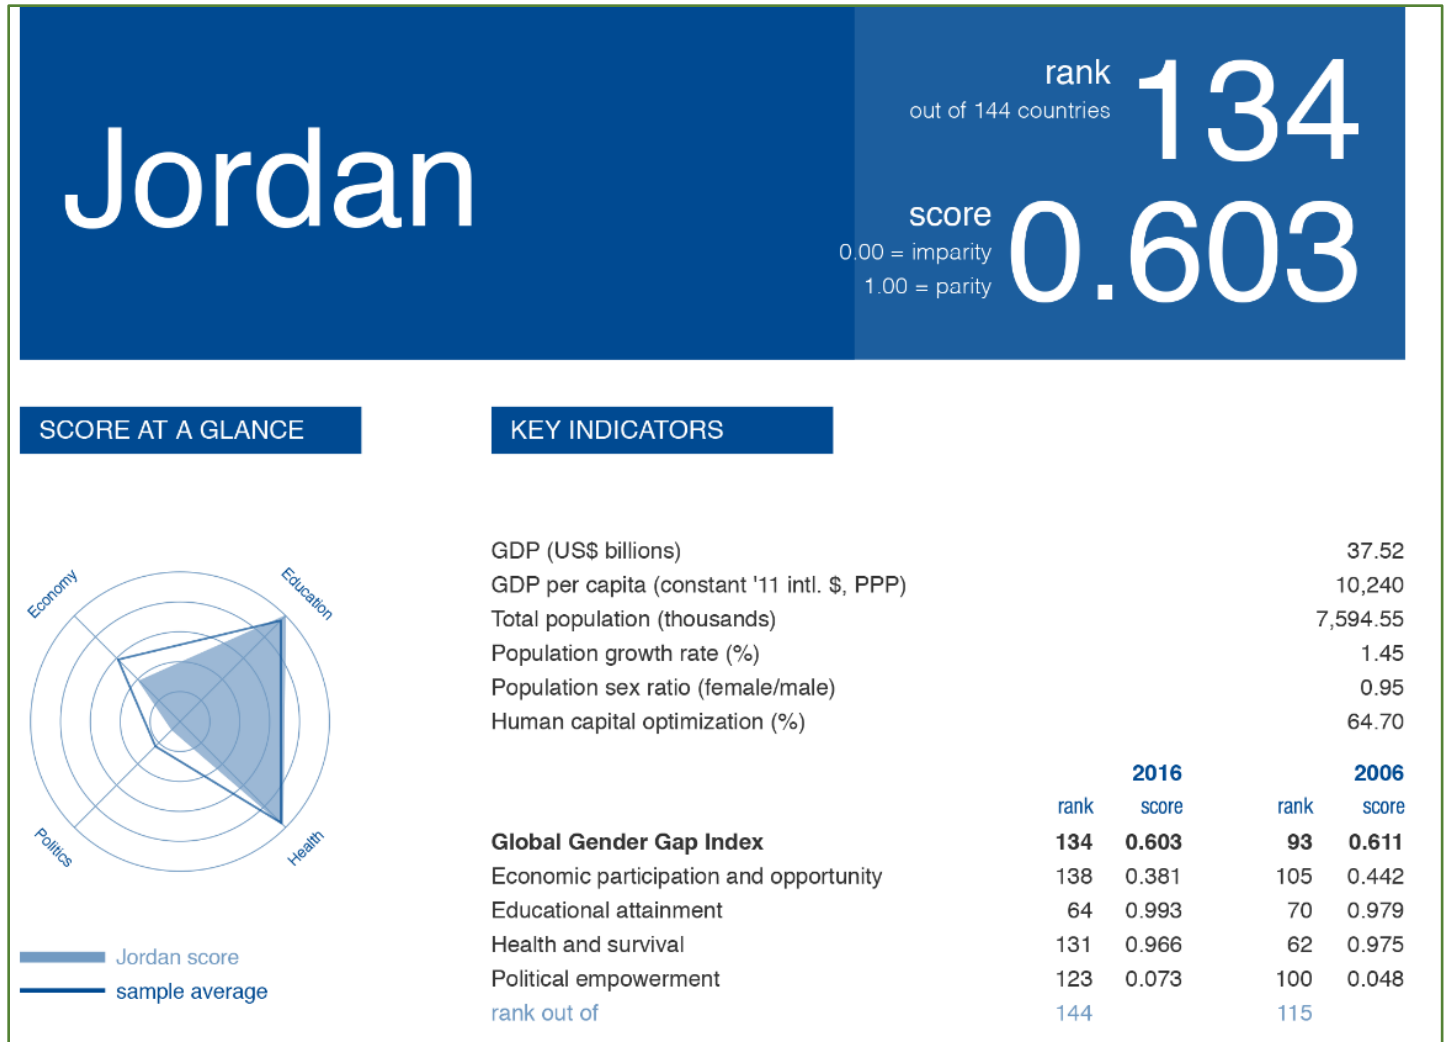 Jordan
rank 134
out of 144 countries
score 0.603
0.00 = imparity
1.00 = parity
SCORE AT A GLANCE
KEY INDICATORS
Economy
Education
Politics
Health
Jordan score
sample average
GDP (US$ billions) 37.52
GDP per capita (constant '11 intl. $, PPP) 10,240
Total population (thousands) 7,594.55
Population growth rate (%) 1.45
Population sex ratio (female/male) 0.95
Human capital optimization (%) 64.70
2016 2006
rank score rank score
Global Gender Gap Index 134 0.603 93 0.611
Economic participation and opportunity 138 0.381 105 0.442
Educational attainment 64 0.993 70 0.979
Health and survival 131 0.966 62 0.975
Political empowerment 123 0.073 100 0.048
rank out of 144 115